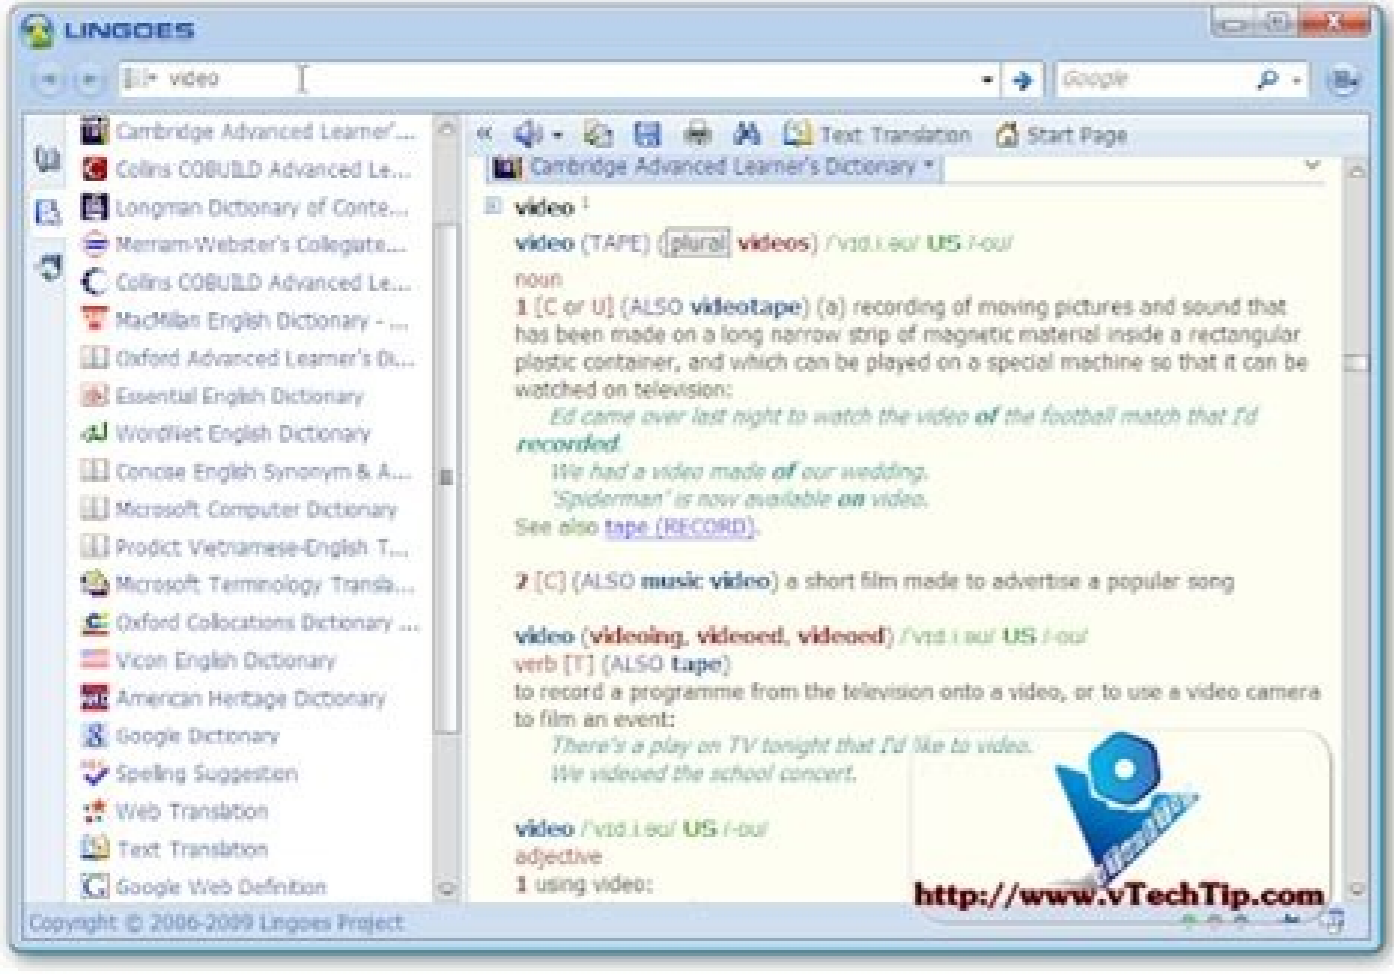 LINGOES
video
Google
Cambridge Advanced Learner'...
Collins COBUILD Advanced Le...
Longman Dictionary of Conte...
Merriam-Webster's Collegiate...
Collins COBUILD Advanced Le...
MacMillan English Dictionary - ...
Oxford Advanced Learner's Di...
Essential English Dictionary
WordNet English Dictionary
Concise English Synonym & A...
Microsoft Computer Dictionary
Prodict Vietnamese-English T...
Microsoft Terminology Transla...
Oxford Collocations Dictionary ...
Vicon English Dictionary
American Heritage Dictionary
Google Dictionary
Spelling Suggestion
Web Translation
Text Translation
Google Web Definition
Text Translation Start Page
Cambridge Advanced Learner's Dictionary
video
video (TAPE) (plural videos) /ˈvɪd.i.əʊ/ US /-oʊ/
noun
1 [C or U] (ALSO videotape) (a) recording of moving pictures and sound that
has been made on a long narrow strip of magnetic material inside a rectangular
plastic container, and which can be played on a special machine so that it can be
watched on television:
Ed came over last night to watch the video of the football match that I'd
recorded.
We had a video made of our wedding.
'Spiderman' is now available on video.
See also tape (RECORD).
2 [C] (ALSO music video) a short film made to advertise a popular song
video (videoing, videoed, videoed) /ˈvɪd.i.əʊ/ US /-oʊ/
verb [T] (ALSO tape)
to record a programme from the television onto a video, or to use a video camera
to film an event:
There's a play on TV tonight that I'd like to video.
We videoed the school concert.
video /ˈvɪd.i.əʊ/ US /-oʊ/
adjective
1 using video:
http://www.vTechTip.com
Copyright © 2006-2009 Lingoes Project